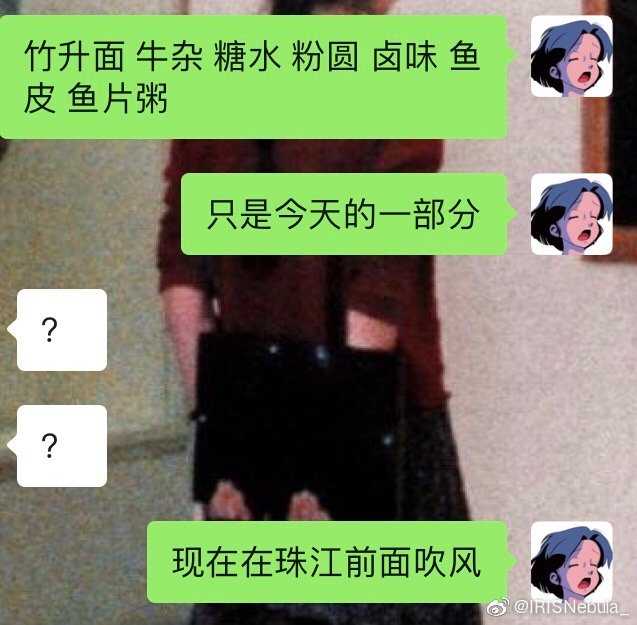 竹升面 牛杂 糖水 粉圆 卤味 鱼
皮 鱼片粥
只是今天的一部分
?
?
现在在珠江前面吹风
@IRISNebula_